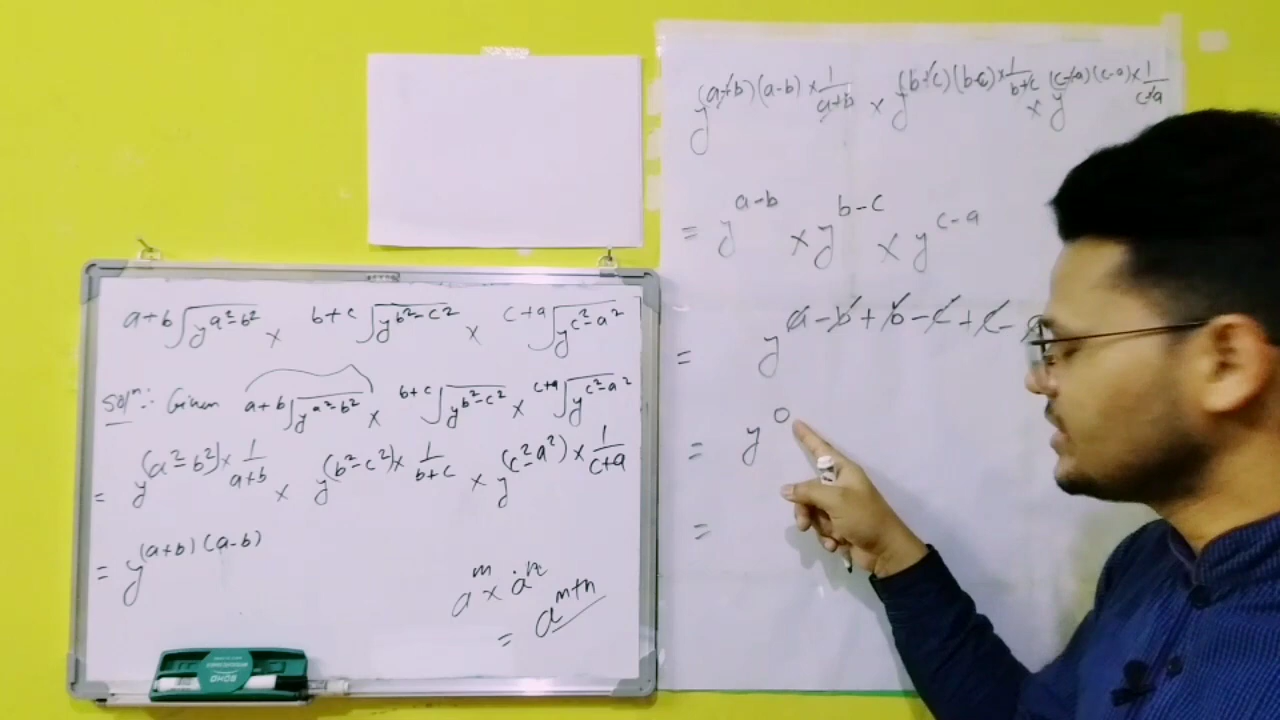 a+b√y^a²-b² × b+c√y^b²-c² × c+a√y^c²-a²
Solⁿ:. Given a+b√y^a²-b² × b+c√y^b²-c² × c+a√y^c²-a²
= y^(a²-b²)×1/a+b × y^(b²-c²)×1/b+c × y^(c²-a²)×1/c+a
= y^(a+b)(a-b)
a^m × a^n
= a^m+n
y^(a+b)(a-b)×1/a+b × y^(b+c)(b-c)×1/b+c × y^(c+a)(c-a)×1/c+a
= y^a-b × y^b-c × y^c-a
= y^a-b+b-c+c-
= y^0
=